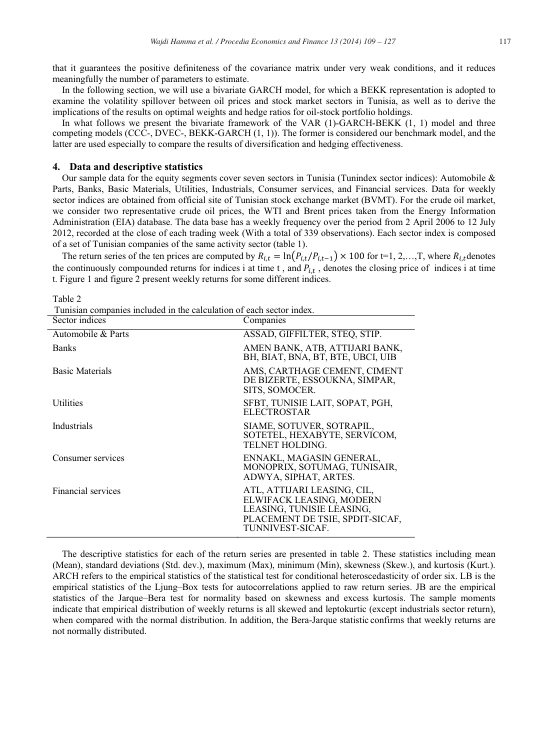 Wajdi Hamma et al. / Procedia Economics and Finance 13 (2014) 109 – 127
117
that it guarantees the positive definiteness of the covariance matrix under very weak conditions, and it reduces
meaningfully the number of parameters to estimate.
In the following section, we will use a bivariate GARCH model, for which a BEKK representation is adopted to
examine the volatility spillover between oil prices and stock market sectors in Tunisia, as well as to derive the
implications of the results on optimal weights and hedge ratios for oil-stock portfolio holdings.
In what follows we present the bivariate framework of the VAR (1)-GARCH-BEKK (1, 1) model and three
competing models (CCC-, DVEC-, BEKK-GARCH (1, 1)). The former is considered our benchmark model, and the
latter are used especially to compare the results of diversification and hedging effectiveness.
4. Data and descriptive statistics
Our sample data for the equity segments cover seven sectors in Tunisia (Tunindex sector indices): Automobile &
Parts, Banks, Basic Materials, Utilities, Industrials, Consumer services, and Financial services. Data for weekly
sector indices are obtained from official site of Tunisian stock exchange market (BVMT). For the crude oil market,
we consider two representative crude oil prices, the WTI and Brent prices taken from the Energy Information
Administration (EIA) database. The data base has a weekly frequency over the period from 2 April 2006 to 12 July
2012, recorded at the close of each trading week (With a total of 339 observations). Each sector index is composed
of a set of Tunisian companies of the same activity sector (table 1).
The return series of the ten prices are computed by R_{i,t} = ln(P_{i,t}/P_{i,t−1}) × 100 for t=1, 2,…,T, where R_{i,t}denotes
the continuously compounded returns for indices i at time t , and P_{i,t} , denotes the closing price of indices i at time
t. Figure 1 and figure 2 present weekly returns for some different indices.
Table 2
Tunisian companies included in the calculation of each sector index.
Sector indices Companies
Automobile & Parts ASSAD, GIFFILTER, STEQ, STIP.
Banks AMEN BANK, ATB, ATTIJARI BANK,
BH, BIAT, BNA, BT, BTE, UBCI, UIB
Basic Materials AMS, CARTHAGE CEMENT, CIMENT
DE BIZERTE, ESSOUKNA, SIMPAR,
SITS, SOMOCER.
Utilities SFBT, TUNISIE LAIT, SOPAT, PGH,
ELECTROSTAR
Industrials SIAME, SOTUVER, SOTRAPIL,
SOTETEL, HEXABYTE, SERVICOM,
TELNET HOLDING.
Consumer services ENNAKL, MAGASIN GENERAL,
MONOPRIX, SOTUMAG, TUNISAIR,
ADWYA, SIPHAT, ARTES.
Financial services ATL, ATTIJARI LEASING, CIL,
ELWIFACK LEASING, MODERN
LEASING, TUNISIE LEASING,
PLACEMENT DE TSIE, SPDIT-SICAF,
TUNNIVEST-SICAF.
The descriptive statistics for each of the return series are presented in table 2. These statistics including mean
(Mean), standard deviations (Std. dev.), maximum (Max), minimum (Min), skewness (Skew.), and kurtosis (Kurt.).
ARCH refers to the empirical statistics of the statistical test for conditional heteroscedasticity of order six. LB is the
empirical statistics of the Ljung–Box tests for autocorrelations applied to raw return series. JB are the empirical
statistics of the Jarque–Bera test for normality based on skewness and excess kurtosis. The sample moments
indicate that empirical distribution of weekly returns is all skewed and leptokurtic (except industrials sector return),
when compared with the normal distribution. In addition, the Bera-Jarque statistic confirms that weekly returns are
not normally distributed.